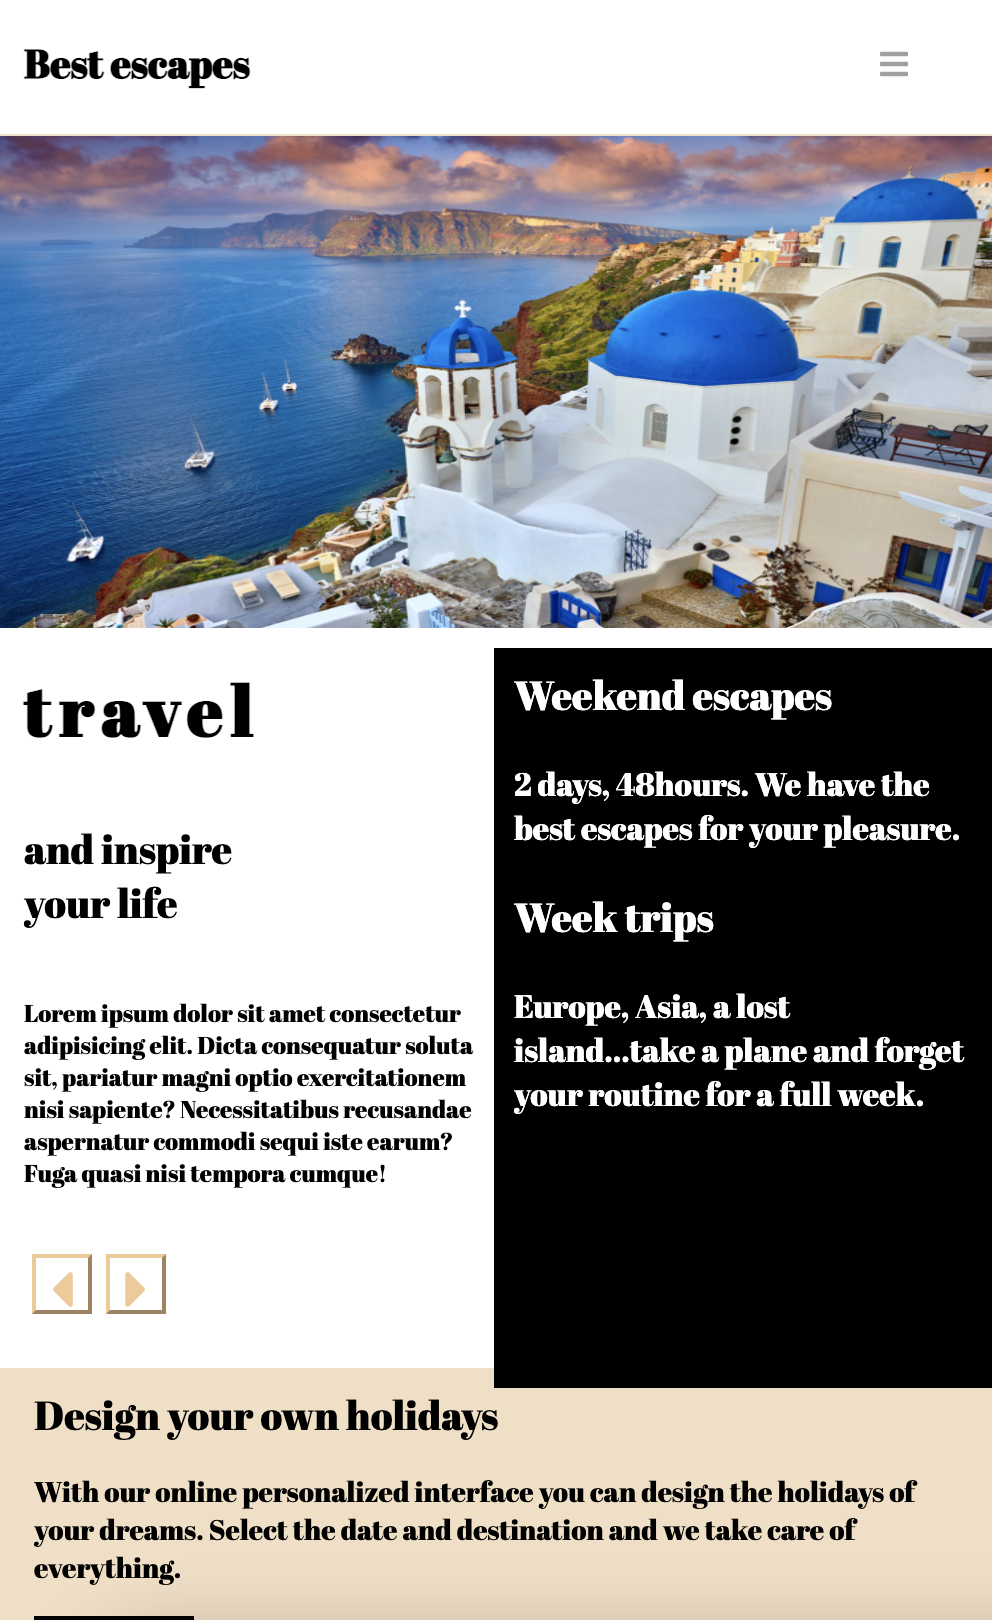 Best escapes
travel
and inspire
your life
Lorem ipsum dolor sit amet consectetur
adipisicing elit. Dicta consequatur soluta
sit, pariatur magni optio exercitationem
nisi sapiente? Necessitatibus recusandae
aspernatur commodi sequi iste earum?
Fuga quasi nisi tempora cumque!
Weekend escapes
2 days, 48hours. We have the
best escapes for your pleasure.
Week trips
Europe, Asia, a lost
island...take a plane and forget
your routine for a full week.
Design your own holidays
With our online personalized interface you can design the holidays of
your dreams. Select the date and destination and we take care of
everything.